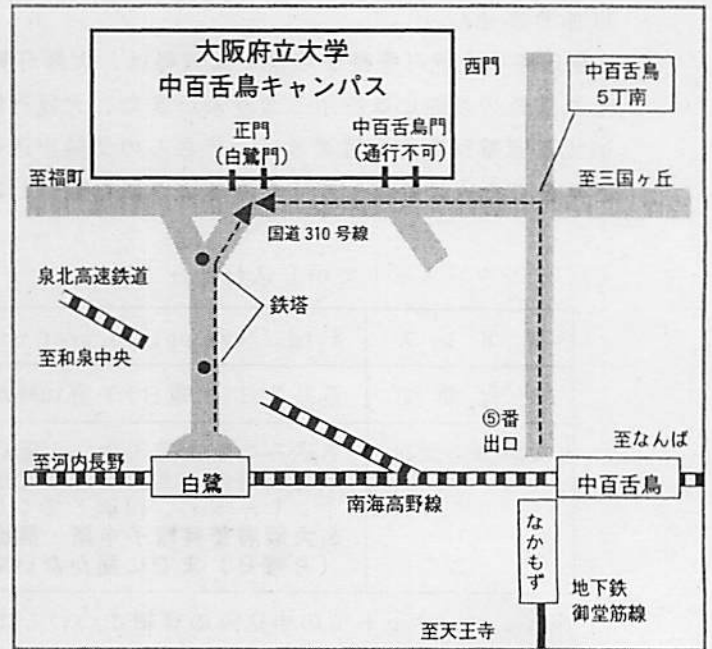 大阪府立大学
中百舌鳥キャンパス
正門
(白鷺門)
中百舌鳥門
(通行不可)
西門
中百舌鳥
5丁南
至福町
至三国ヶ丘
国道 310 号線
泉北高速鉄道
至和泉中央
鉄塔
⑤番
出口
至河内長野
白鷺
南海高野線
至なんば
中百舌鳥
なかもず
地下鉄
御堂筋線
至天王寺